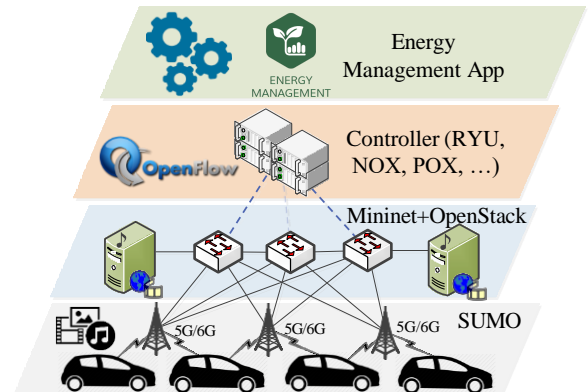 Energy
Management App
ENERGY
MANAGEMENT
Controller (RYU,
NOX, POX, …)
OpenFlow
Mininet+OpenStack
SUMO
5G/6G
5G/6G
5G/6G